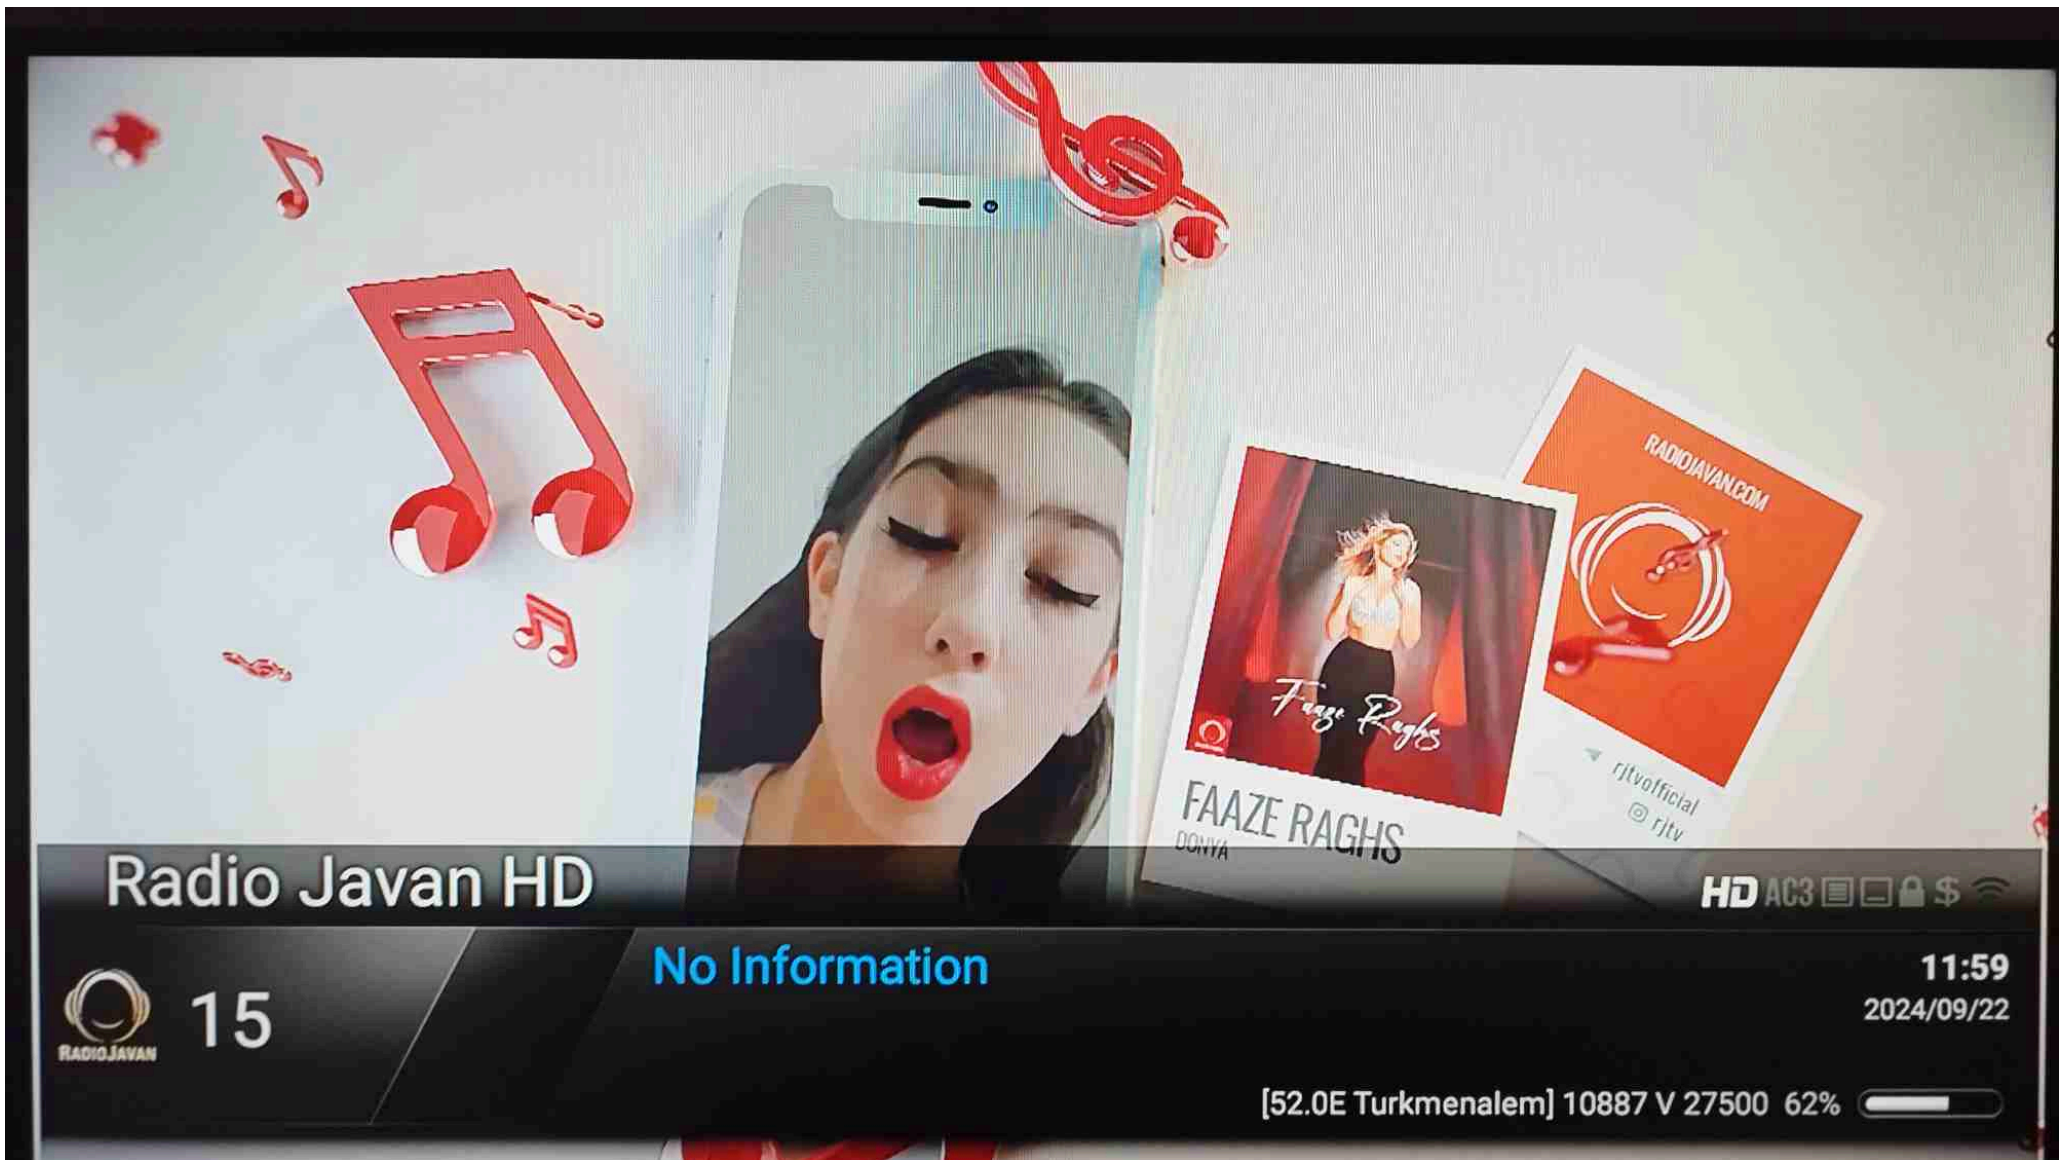 RADIOJAVAN.COM
Faaze Raghs
FAAZE RAGHS
DONYA
rjtvofficial
rjtv
Radio Javan HD
HD AC3 $
No Information
15
RADIOJAVAN
11:59
2024/09/22
[52.0E Turkmenalem] 10887 V 27500 62%